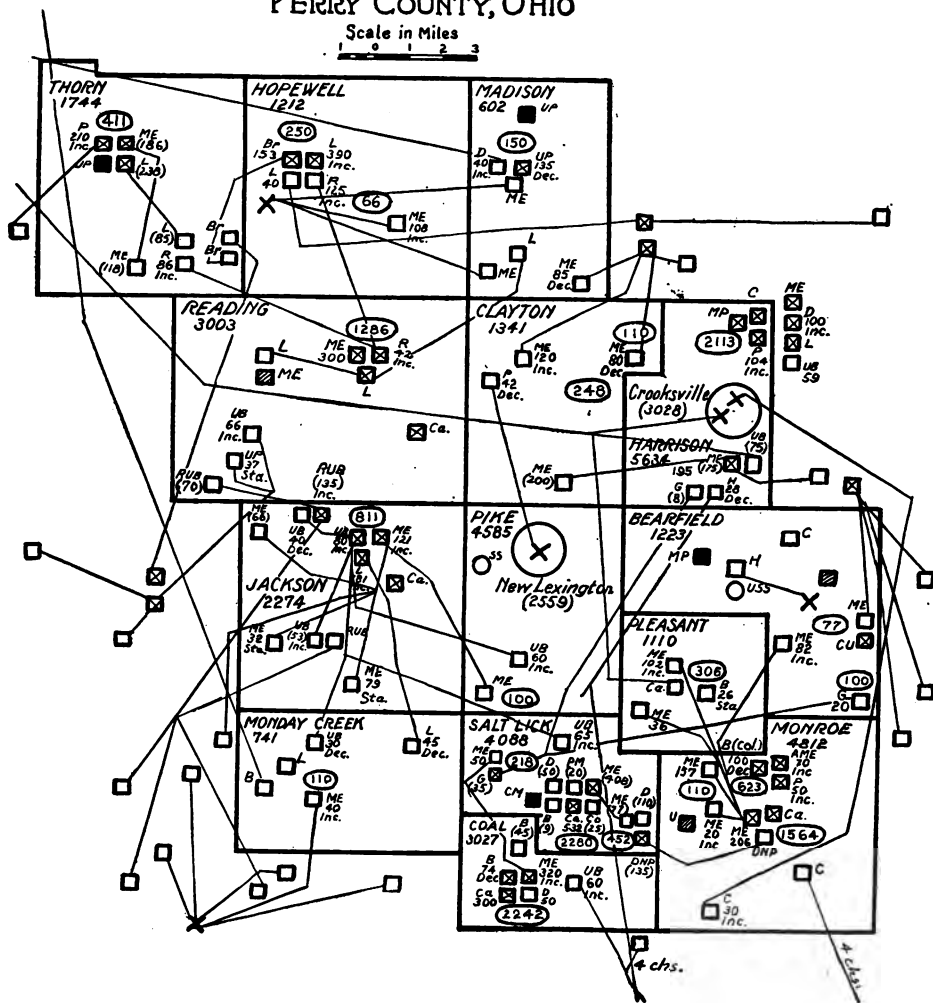 PERRY COUNTY, OHIO
Scale in Miles
1 0 1 2 3
THORN
1744
411
P
210
Inc.
ME
(186)
UP
L
(238)
L
(85)
R
86
Inc.
ME
(118)
Br
Br
HOPEWELL
1212
250
Br
153
L
390
Inc.
L
40
R
125
Inc.
66
ME
108
Inc.
ME
MADISON
602
UP
150
D
40
Inc.
UP
135
Dec.
ME
L
ME
85
Dec.
READING
3003
1286
L
ME
300
R
42
Inc.
ME
L
UB
66
Inc.
UP
37
Sta.
Ca.
RUB
(70)
RUB
(135)
Inc.
CLAYTON
1341
110
ME
120
Inc.
ME
80
Dec
P
42
Dec.
248
ME
(200)
C
MP
2113
P
104
Inc.
ME
D
100
Inc.
L
UB
59
Crooksville
(3028)
HARRISON
5634
UB
(75)
ME
(175)
195
G
(8)
H
28
Dec.
ME
(66)
UB
40
Dec.
811
UB
80
Inc
ME
121
Inc.
L
81
Inc
Ca.
JACKSON
2274
ME
32
Sta.
UB
(53)
Inc.
RUB
ME
79
Sta.
PIKE
4585
SS
New Lexington
(2559)
UB
60
Inc.
ME
100
BEARFIELD
1223
C
MP
H
USS
ME
77
CU
ME
82
Inc.
100
G
20
PLEASANT
1110
ME
102
Inc.
306
Ca.
B
26
Sta
ME
36
MONDAY CREEK
741
UB
30
Dec.
L
L
45
Dec.
110
B
ME
40
Inc.
SALT LICK
4088
UB
65
Inc.
ME
50
218
G
(35)
D
(50)
PM
(20)
ME
(408)
CM
B
(9)
Ca
532
Co
(25)
ME
(77)
D
(110)
2280
452
DNP
(135)
COAL
3027
B
(45)
B
74
Dec
ME
320
Inc.
UB
60
Inc.
Ca
300
D
50
2242
MONROE
4812
B(Col.)
100
Dec
AME
70
Inc
ME
157
623
P
50
Inc.
110
U
ME
20
Inc
ME
206
Ca.
1564
DNP
C
C
30
Inc.
4 chs.
4 chs.